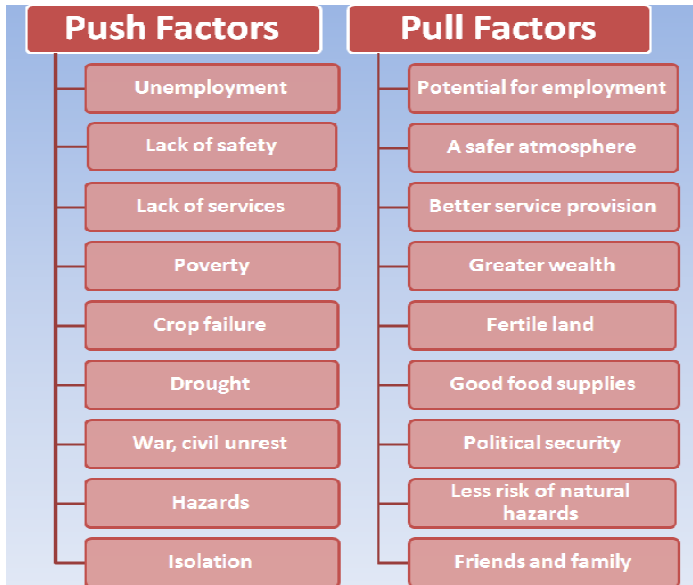 Push Factors
Unemployment
Lack of safety
Lack of services
Poverty
Crop failure
Drought
War, civil unrest
Hazards
Isolation
Pull Factors
Potential for employment
A safer atmosphere
Better service provision
Greater wealth
Fertile land
Good food supplies
Political security
Less risk of natural
hazards
Friends and family